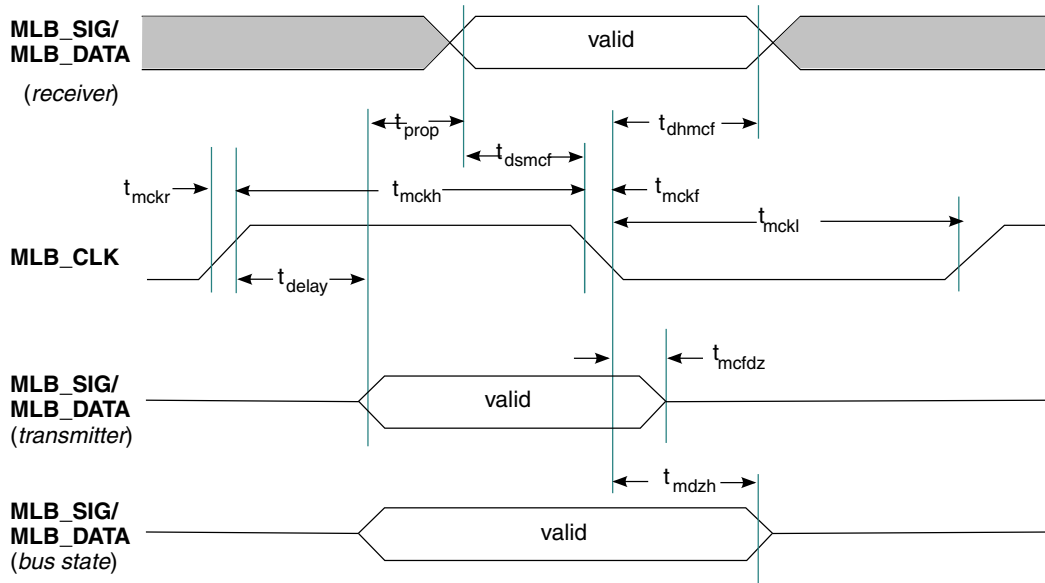 MLB_SIG/
MLB_DATA
(receiver)
valid
tprop
tdhmcf
tdsmcf
tmckr
tmckh
tmckf
tmckl
MLB_CLK
tdelay
tmcfdz
MLB_SIG/
MLB_DATA
(transmitter)
valid
tmdzh
MLB_SIG/
MLB_DATA
(bus state)
valid